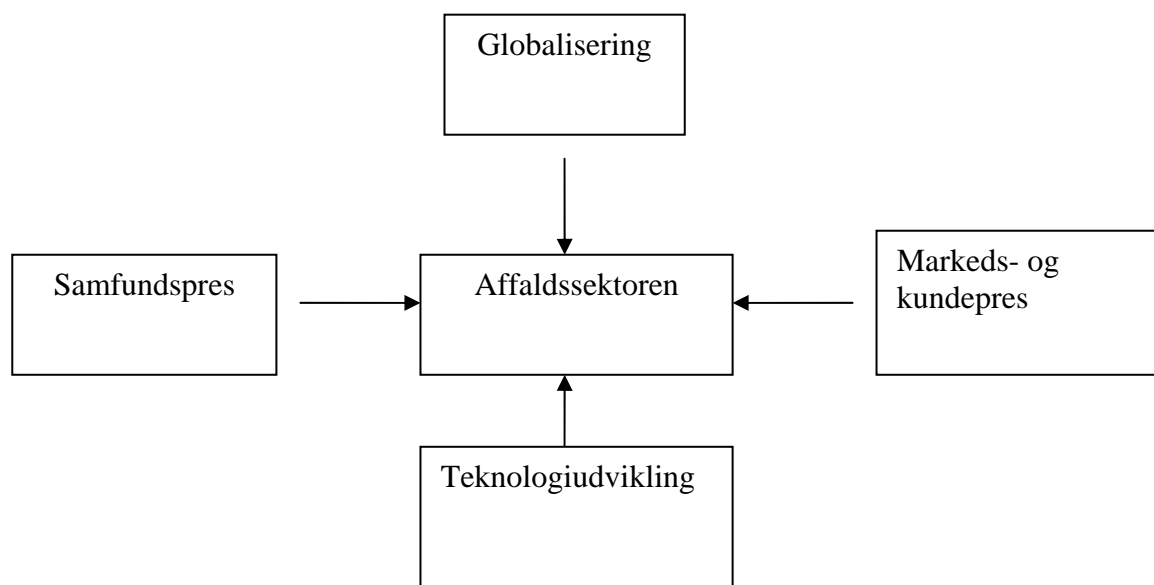 Globalisering
Samfundspres
Affaldssektoren
Markeds- og
kundepres
Teknologiudvikling